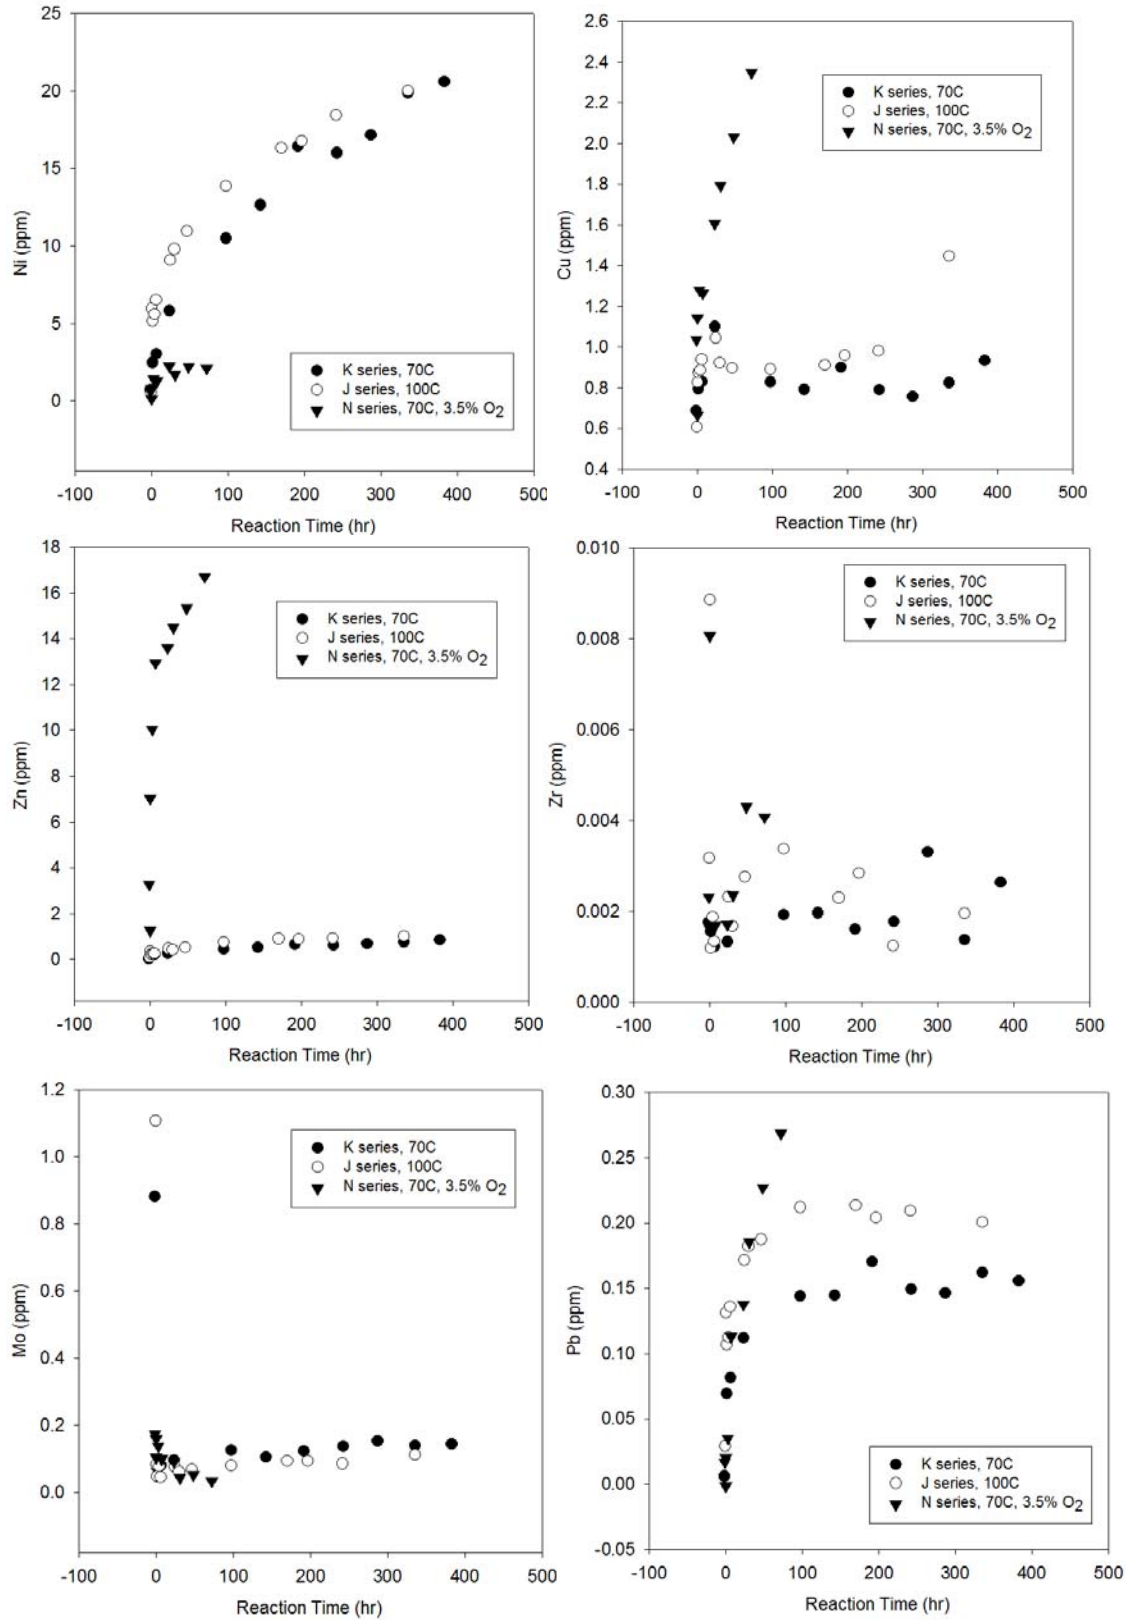 25
20
15
10
5
0
Ni (ppm)
K series, 70C
J series, 100C
N series, 70C, 3.5% O2
-100 0 100 200 300 400 500
Reaction Time (hr)
2.6
2.4
2.2
2.0
1.8
1.6
1.4
1.2
1.0
0.8
0.6
0.4
Cu (ppm)
K series, 70C
J series, 100C
N series, 70C, 3.5% O2
-100 0 100 200 300 400 500
Reaction Time (hr)
18
16
14
12
10
8
6
4
2
0
Zn (ppm)
K series, 70C
J series, 100C
N series, 70C, 3.5% O2
-100 0 100 200 300 400 500
Reaction Time (hr)
0.010
0.008
0.006
0.004
0.002
0.000
Zr (ppm)
K series, 70C
J series, 100C
N series, 70C, 3.5% O2
-100 0 100 200 300 400 500
Reaction Time (hr)
1.2
1.0
0.8
0.6
0.4
0.2
0.0
Mo (ppm)
K series, 70C
J series, 100C
N series, 70C, 3.5% O2
-100 0 100 200 300 400 500
Reaction Time (hr)
0.30
0.25
0.20
0.15
0.10
0.05
0.00
-0.05
Pb (ppm)
K series, 70C
J series, 100C
N series, 70C, 3.5% O2
-100 0 100 200 300 400 500
Reaction Time (hr)